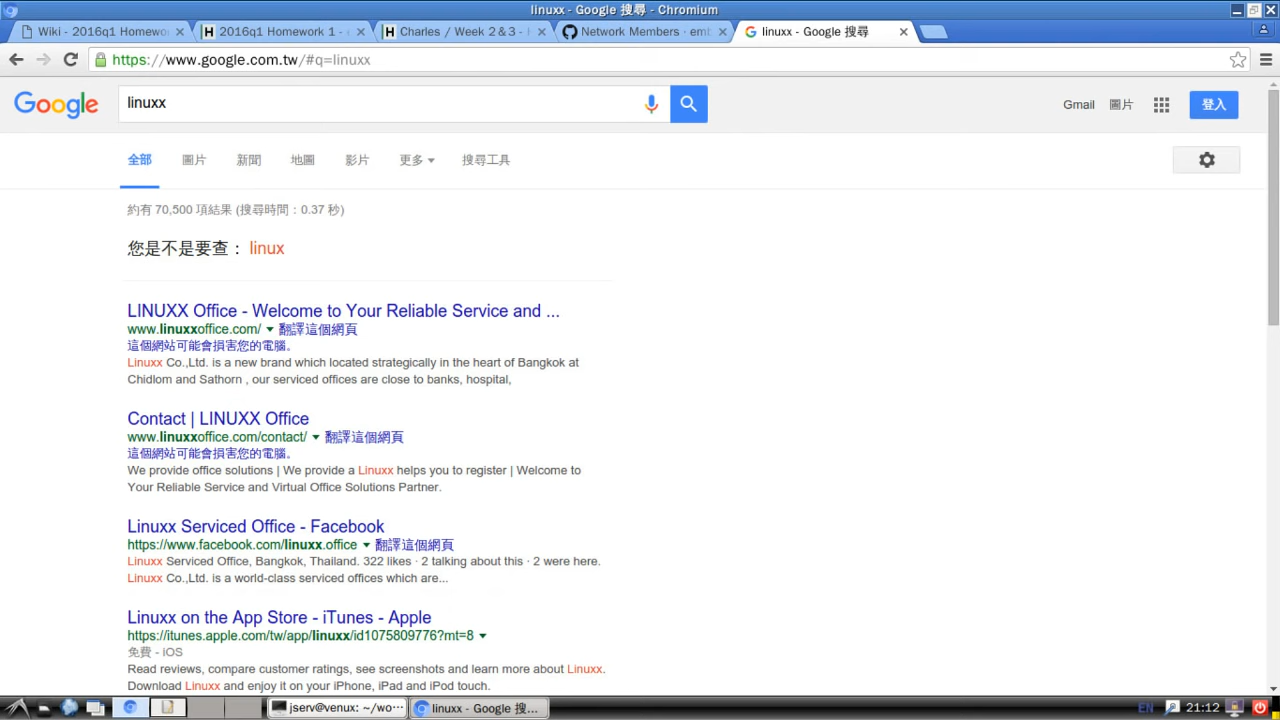 linuxx - Google 搜尋 - Chromium
Wiki - 2016q1 Homewor
2016q1 Homework 1 -
Charles / Week 2 & 3 -
Network Members · emb
linuxx - Google 搜尋
https://www.google.com.tw/#q=linuxx
Google
linuxx
Gmail
圖片
登入
全部
圖片
新聞
地圖
影片
更多
搜尋工具
約有 70,500 項結果 (搜尋時間：0.37 秒)
您是不是要查： linux
LINUXX Office - Welcome to Your Reliable Service and ...
www.linuxxoffice.com/ 翻譯這個網頁
這個網站可能會損害您的電腦。
Linuxx Co.,Ltd. is a new brand which located strategically in the heart of Bangkok at
Chidlom and Sathorn , our serviced offices are close to banks, hospital,
Contact | LINUXX Office
www.linuxxoffice.com/contact/ 翻譯這個網頁
這個網站可能會損害您的電腦。
We provide office solutions | We provide a Linuxx helps you to register | Welcome to
Your Reliable Service and Virtual Office Solutions Partner.
Linuxx Serviced Office - Facebook
https://www.facebook.com/linuxx.office 翻譯這個網頁
Linuxx Serviced Office, Bangkok, Thailand. 322 likes · 2 talking about this · 2 were here.
Linuxx Co.,Ltd. is a world-class serviced offices which are...
Linuxx on the App Store - iTunes - Apple
https://itunes.apple.com/tw/app/linuxx/id1075809776?mt=8
免費 - iOS
Read reviews, compare customer ratings, see screenshots and learn more about Linuxx.
Download Linuxx and enjoy it on your iPhone, iPad and iPod touch.
jserv@venux: ~/wo···
linuxx - Google 搜...
EN
21:12